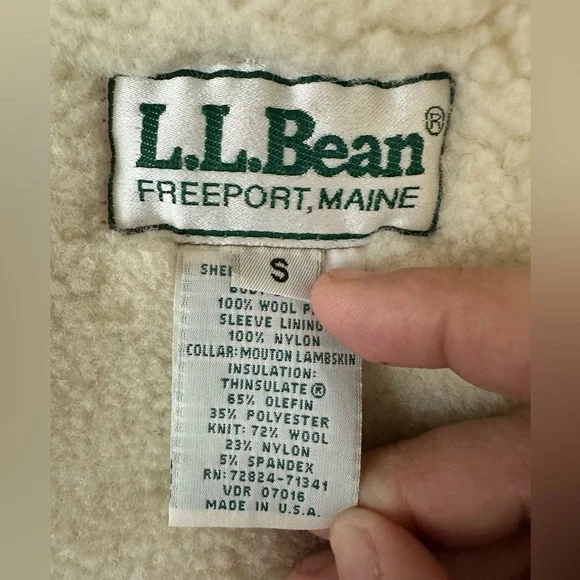 L.L.Bean®
FREEPORT, MAINE
S
100% WOOL
SLEEVE LINING
100% NYLON
COLLAR: MOUTON LAMBSKIN
INSULATION:
THINSULATE®
65% OLEFIN
35% POLYESTER
KNIT: 72% WOOL
23% NYLON
5% SPANDEX
RN: 72824-71341
VDR 07016
MADE IN U.S.A.